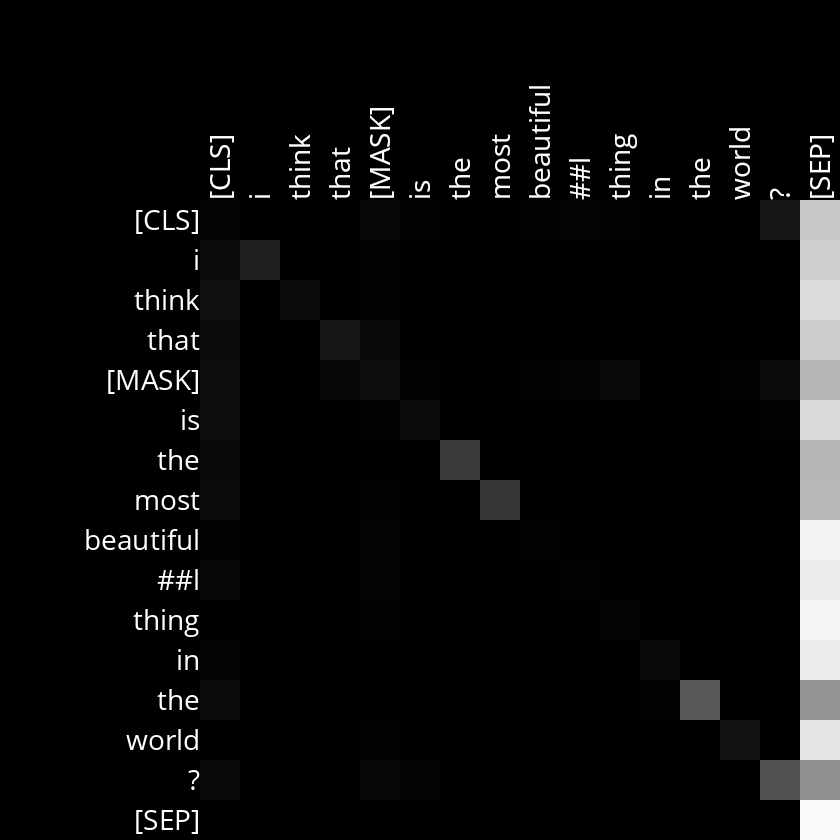 [CLS] i think that [MASK] is the most beautiful ##l thing in the world ? [SEP]
[CLS]
i
think
that
[MASK]
is
the
most
beautiful
##l
thing
in
the
world
?
[SEP]